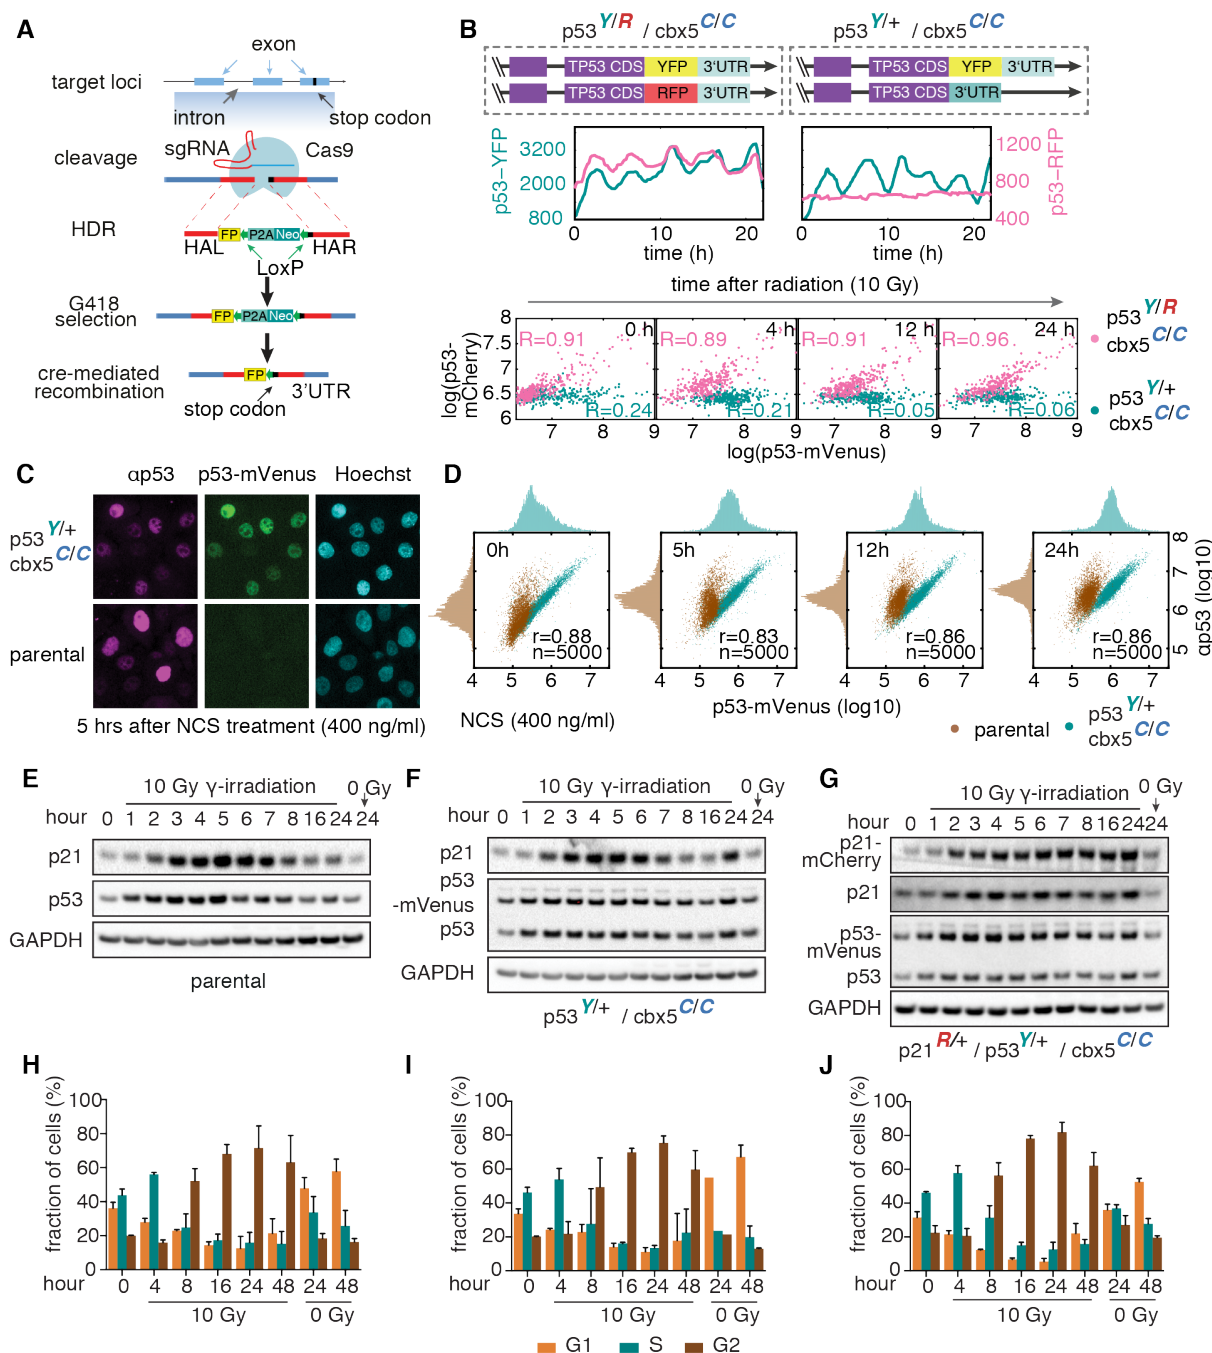 A
exon
target loci
intron
stop codon
sgRNA
Cas9
cleavage
HDR
FP
P2A
Neo
HAL
HAR
LoxP
G418
selection
FP
P2A
Neo
cre-mediated
recombination
FP
3'UTR
stop codon
B
p53 Y/R / cbx5 C/C
p53 Y/+ / cbx5 C/C
TP53 CDS YFP 3'UTR
TP53 CDS RFP 3'UTR
TP53 CDS YFP 3'UTR
TP53 CDS 3'UTR
p53–YFP
3200
2000
800
0 10 20
time (h)
0 10 20
time (h)
1200
800
400
p53–RFP
time after radiation (10 Gy)
log(p53-
mCherry)
8
7.5
7
6.5
6
0 h
R=0.91
R=0.24
4 h
R=0.89
R=0.21
12 h
R=0.91
R=0.05
24 h
R=0.96
R=0.06
7 8 9 7 8 9 7 8 9 7 8 9
log(p53-mVenus)
p53 Y/R
cbx5 C/C
p53 Y/+
cbx5 C/C
C
αp53 p53-mVenus Hoechst
p53 Y/+
cbx5 C/C
parental
5 hrs after NCS treatment (400 ng/ml)
D
0h
r=0.88
n=5000
5h
r=0.83
n=5000
12h
r=0.86
n=5000
24h
r=0.86
n=5000
8
7
6
5
αp53 (log10)
4 5 6 7 4 5 6 7 4 5 6 7 4 5 6 7
NCS (400 ng/ml)
p53-mVenus (log10)
parental
p53 Y/+
cbx5 C/C
E
10 Gy γ-irradiation
0 Gy
hour 0 1 2 3 4 5 6 7 8 16 24 24
p21
p53
GAPDH
parental
F
10 Gy γ-irradiation
0 Gy
hour 0 1 2 3 4 5 6 7 8 16 24 24
p21
p53
-mVenus
p53
GAPDH
p53 Y/+ / cbx5 C/C
G
10 Gy γ-irradiation
0 Gy
hour 0 1 2 3 4 5 6 7 8 16 24 24
p21-
mCherry
p21
p53-
mVenus
p53
GAPDH
p21 R/+ / p53 Y/+ / cbx5 C/C
H
fraction of cells (%)
100
80
60
40
20
0
hour 0 4 8 16 24 48 24 48
10 Gy 0 Gy
I
fraction of cells (%)
100
80
60
40
20
0
hour 0 4 8 16 24 48 24 48
10 Gy 0 Gy
J
fraction of cells (%)
100
80
60
40
20
0
hour 0 4 8 16 24 48 24 48
10 Gy 0 Gy
G1 S G2